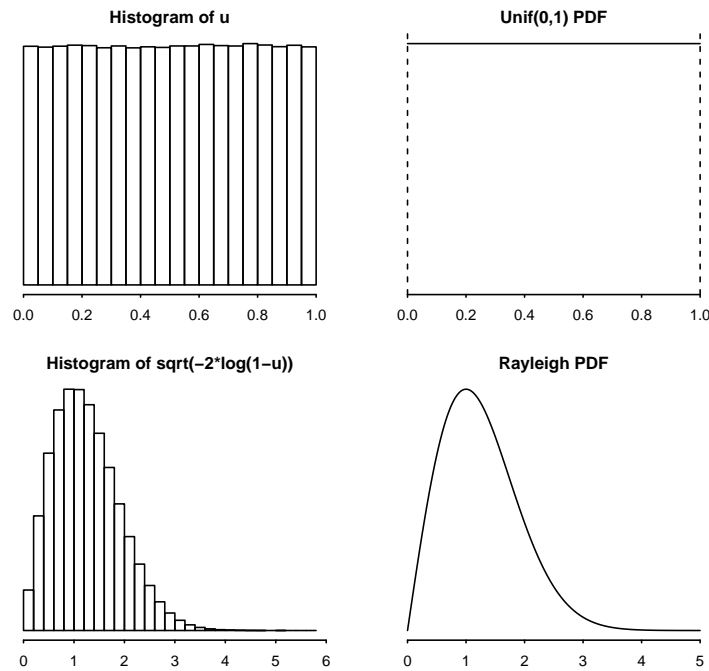 Histogram of u
0.0 0.2 0.4 0.6 0.8 1.0
Unif(0,1) PDF
0.0 0.2 0.4 0.6 0.8 1.0
Histogram of sqrt(−2*log(1−u))
0 1 2 3 4 5 6
Rayleigh PDF
0 1 2 3 4 5